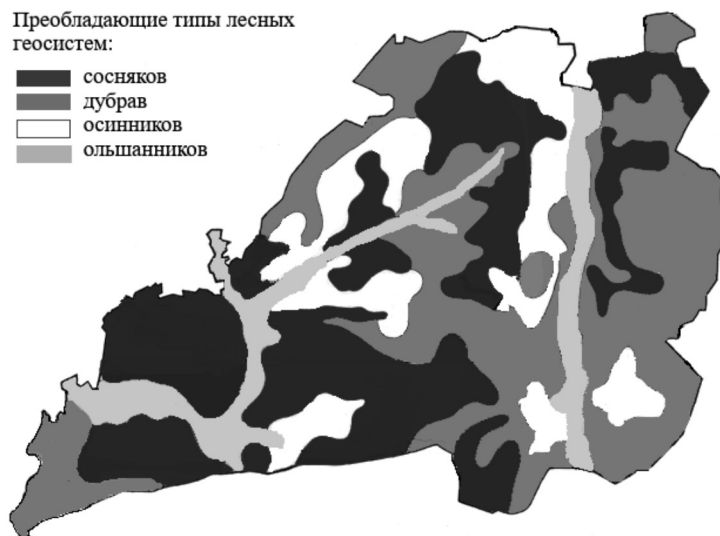 Преобладающие типы лесных
геосистем:
сосняков
дубрав
осинников
ольшанников